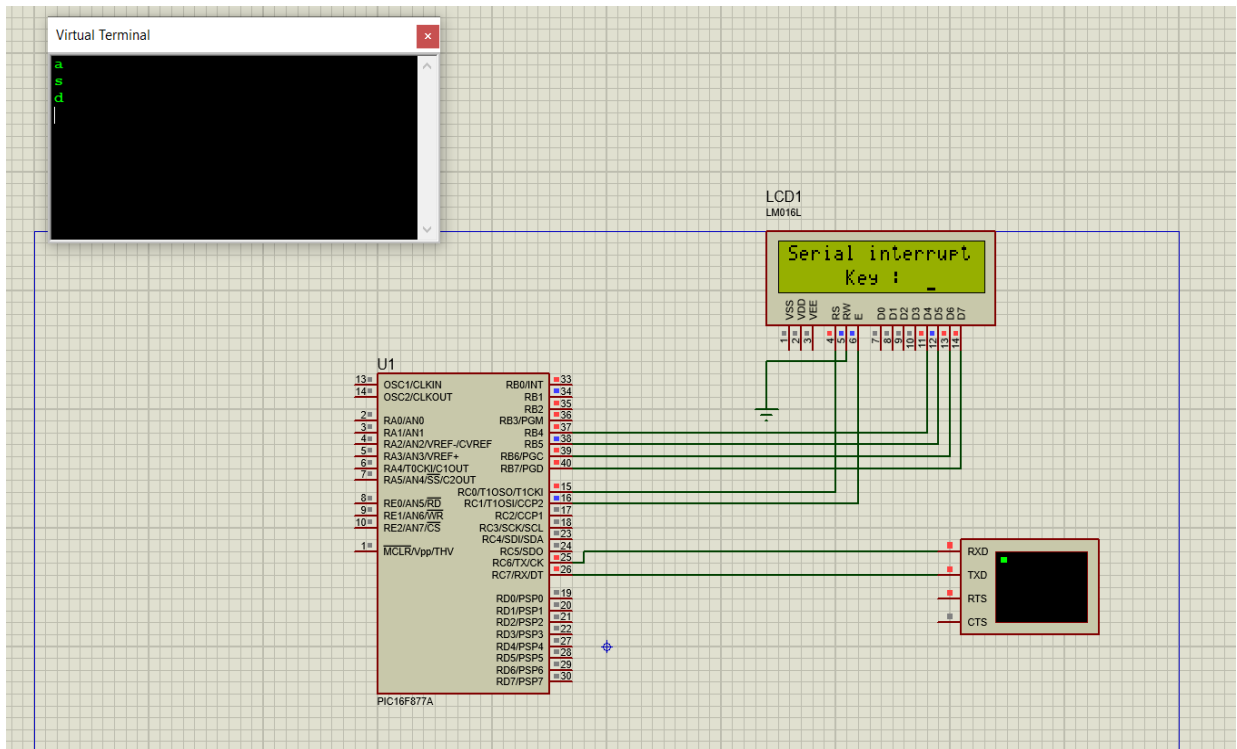 Virtual Terminal
a
s
d
LCD1
LM016L
Serial interrupt
Key :  _
VSS
VDD
VEE
RS
RW
E
D0
D1
D2
D3
D4
D5
D6
D7
1
2
3
4
5
6
7
8
9
10
11
12
13
14
U1
13 OSC1/CLKIN
14 OSC2/CLKOUT
2 RA0/AN0
3 RA1/AN1
4 RA2/AN2/VREF-/CVREF
5 RA3/AN3/VREF+
6 RA4/T0CKI/C1OUT
7 RA5/AN4/SS/C2OUT
8 RE0/AN5/RD
9 RE1/AN6/WR
10 RE2/AN7/CS
1 MCLR/Vpp/THV
RB0/INT 33
RB1 34
RB2 35
RB3/PGM 36
RB4 37
RB5 38
RB6/PGC 39
RB7/PGD 40
RC0/T1OSO/T1CKI 15
RC1/T1OSI/CCP2 16
RC2/CCP1 17
RC3/SCK/SCL 18
RC4/SDI/SDA 23
RC5/SDO 24
RC6/TX/CK 25
RC7/RX/DT 26
RD0/PSP0 19
RD1/PSP1 20
RD2/PSP2 21
RD3/PSP3 22
RD4/PSP4 27
RD5/PSP5 28
RD6/PSP6 29
RD7/PSP7 30
PIC16F877A
RXD
TXD
RTS
CTS